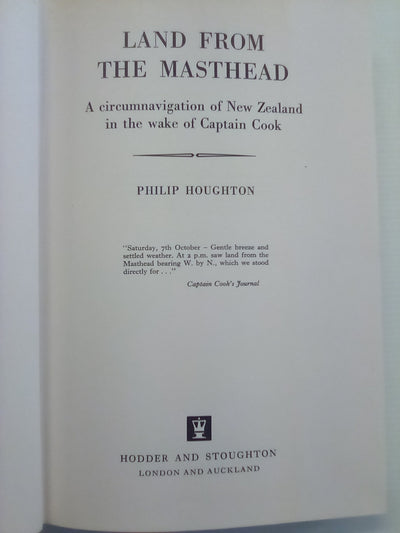 LAND FROM
THE MASTHEAD
A circumnavigation of New Zealand
in the wake of Captain Cook
PHILIP HOUGHTON
"Saturday, 7th October – Gentle breeze and
settled weather. At 2 p.m. saw land from the
Masthead bearing W. by N., which we stood
directly for . . ."
Captain Cook's Journal
HODDER AND STOUGHTON
LONDON AND AUCKLAND